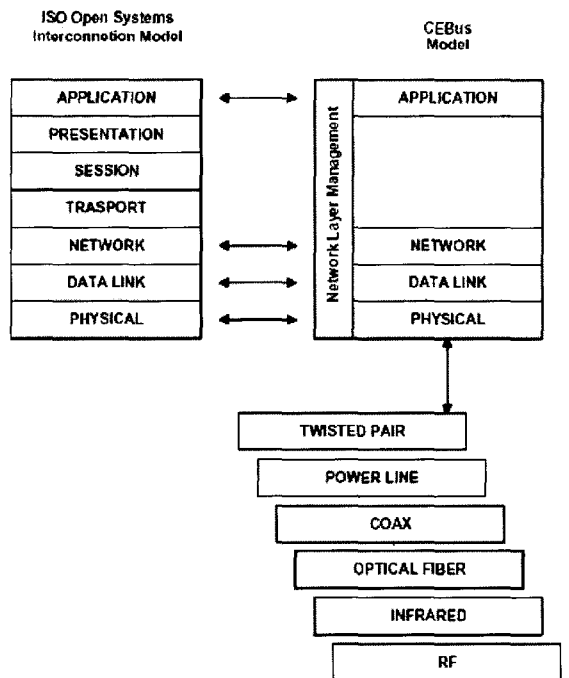 ISO Open Systems
Interconnetion Model
APPLICATION
PRESENTATION
SESSION
TRASPORT
NETWORK
DATA LINK
PHYSICAL
CEBus
Model
Network Layer Management
APPLICATION
NETWORK
DATA LINK
PHYSICAL
TWISTED PAIR
POWER LINE
COAX
OPTICAL FIBER
INFRARED
RF